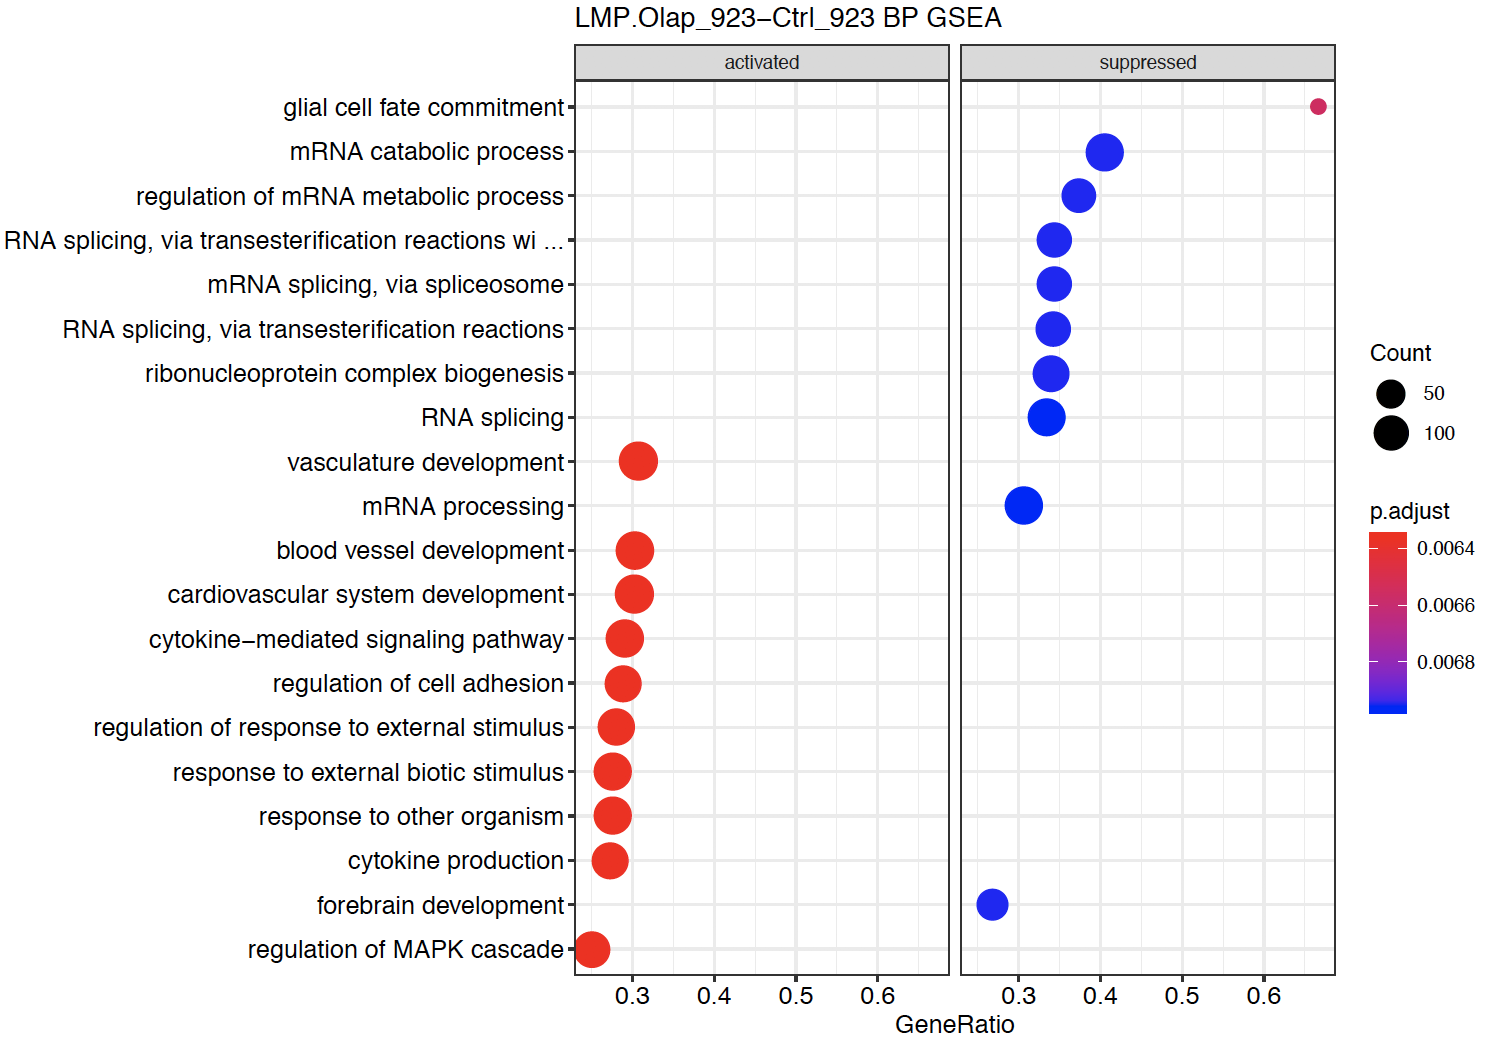 LMP.Olap_923−Ctrl_923 BP GSEA
activated
suppressed
glial cell fate commitment
mRNA catabolic process
regulation of mRNA metabolic process
RNA splicing, via transesterification reactions wi ...
mRNA splicing, via spliceosome
RNA splicing, via transesterification reactions
ribonucleoprotein complex biogenesis
RNA splicing
vasculature development
mRNA processing
blood vessel development
cardiovascular system development
cytokine−mediated signaling pathway
regulation of cell adhesion
regulation of response to external stimulus
response to external biotic stimulus
response to other organism
cytokine production
forebrain development
regulation of MAPK cascade
0.3 0.4 0.5 0.6
0.3 0.4 0.5 0.6
GeneRatio
Count
50
100
p.adjust
0.0064
0.0066
0.0068